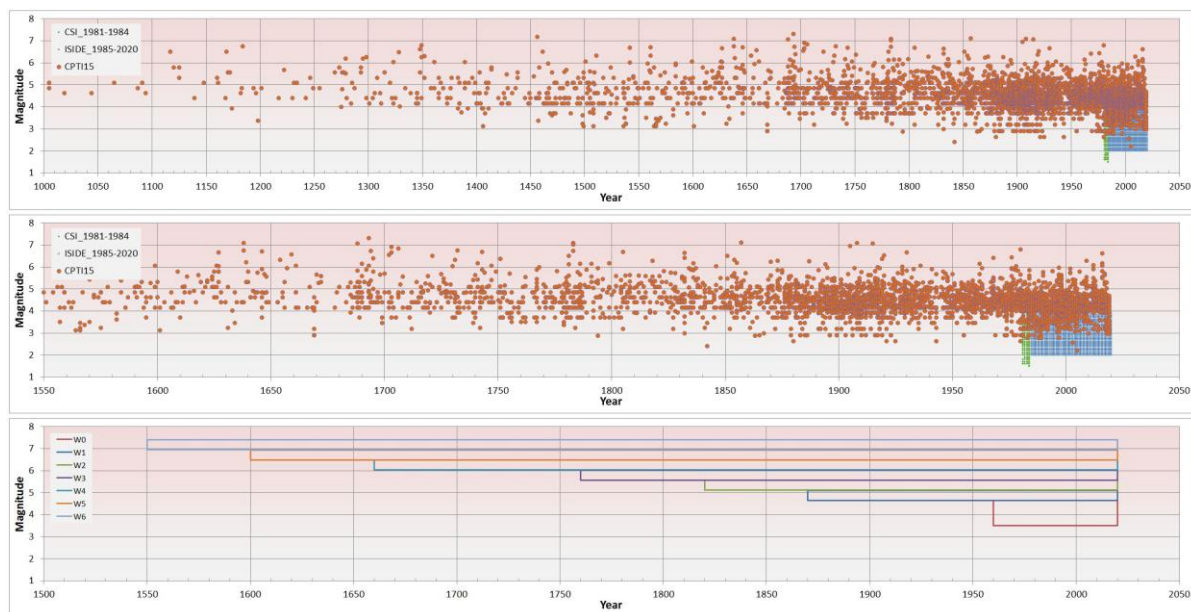 8
7
6
5
4
3
2
1
Magnitude
CSI_1981-1984
ISIDE_1985-2020
CPTI15
1000 1050 1100 1150 1200 1250 1300 1350 1400 1450 1500 1550 1600 1650 1700 1750 1800 1850 1900 1950 2000 2050
Year
8
7
6
5
4
3
2
1
Magnitude
CSI_1981-1984
ISIDE_1985-2020
CPTI15
1550 1600 1650 1700 1750 1800 1850 1900 1950 2000 2050
Year
8
7
6
5
4
3
2
1
Magnitude
W0
W1
W2
W3
W4
W5
W6
1500 1550 1600 1650 1700 1750 1800 1850 1900 1950 2000 2050
Year